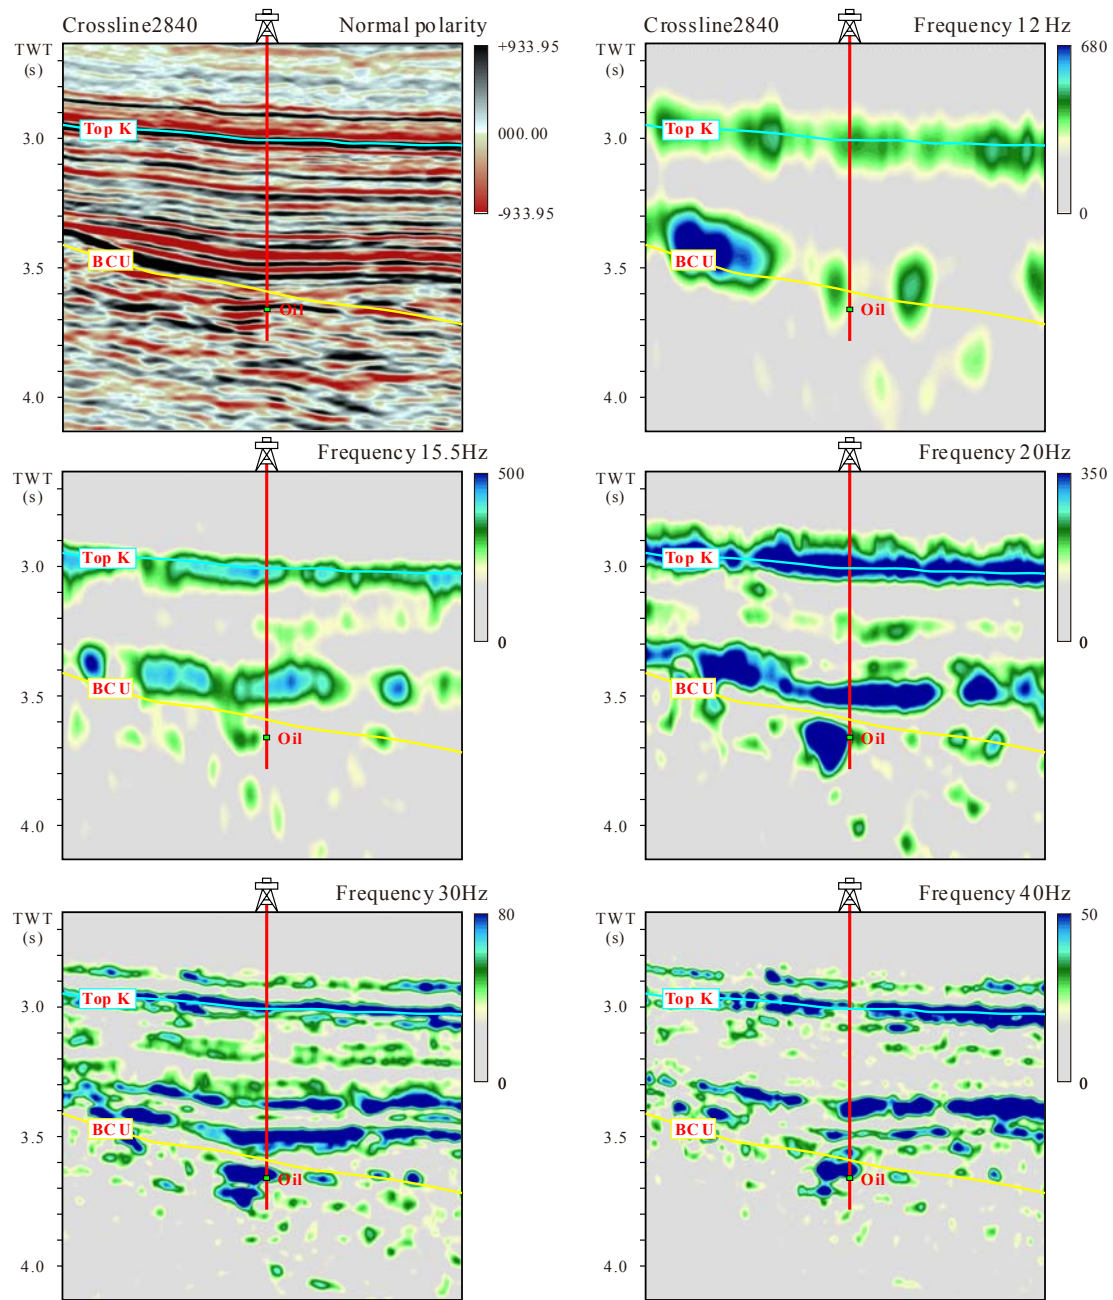 Crossline2840 Normal polarity
TWT
(s)
+933.95
000.00
-933.95
Top K
BCU
Oil
3.0
3.5
4.0
Crossline2840 Frequency 12 Hz
TWT
(s)
680
0
Top K
BCU
Oil
3.0
3.5
4.0
Frequency 15.5Hz
TWT
(s)
500
0
Top K
BCU
Oil
3.0
3.5
4.0
Frequency 20Hz
TWT
(s)
350
0
Top K
BCU
Oil
3.0
3.5
4.0
Frequency 30Hz
TWT
(s)
80
0
Top K
BCU
Oil
3.0
3.5
4.0
Frequency 40Hz
TWT
(s)
50
0
Top K
BCU
Oil
3.0
3.5
4.0